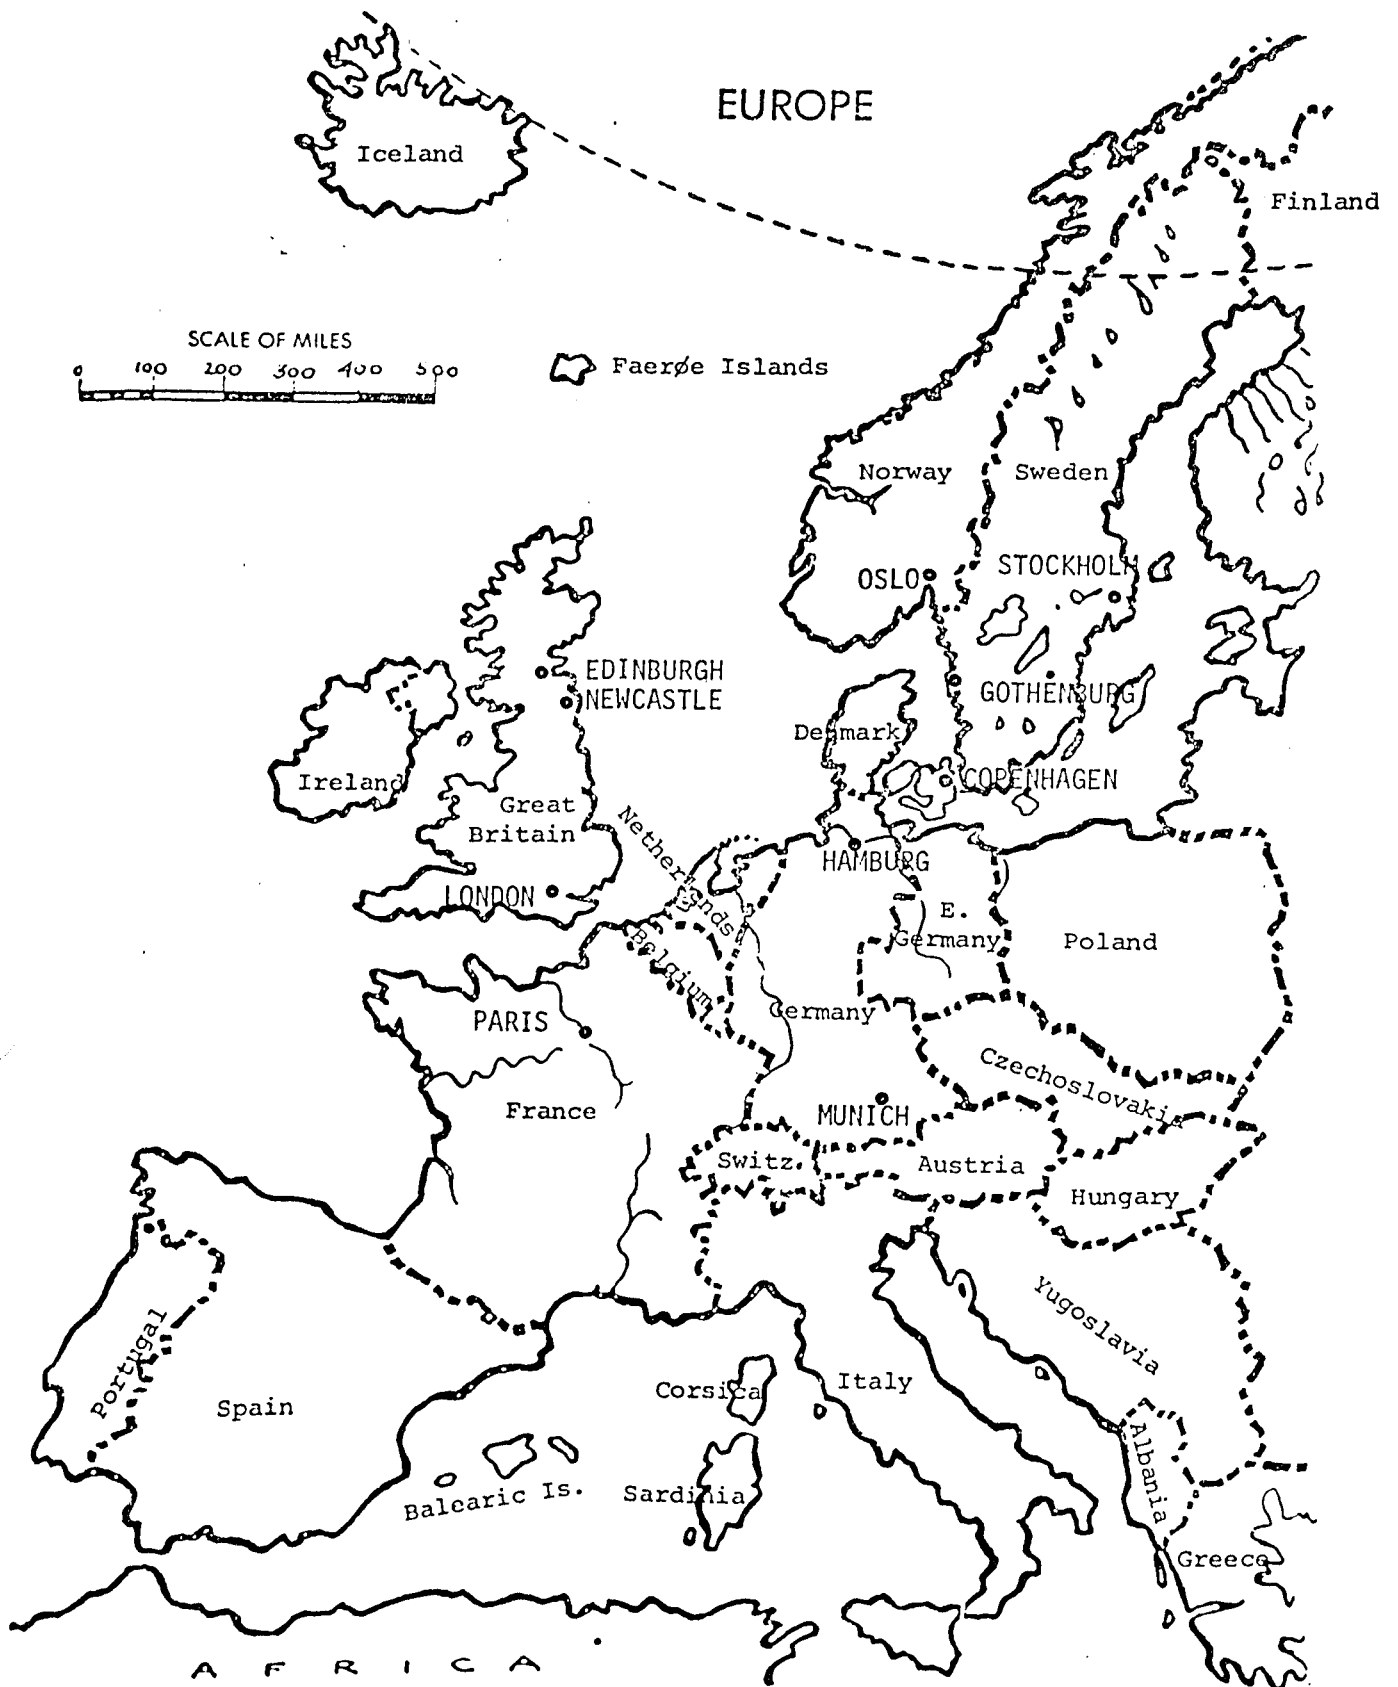 EUROPE
Iceland
Finland
SCALE OF MILES
0 100 200 300 400 500
Faerøe Islands
Norway
Sweden
OSLO
STOCKHOLM
EDINBURGH
NEWCASTLE
GOTHENBURG
Denmark
Ireland
COPENHAGEN
Great
Britain
Netherlands
HAMBURG
LONDON
E.
Germany
Poland
Belgium
Germany
PARIS
Czechoslovakia
France
MUNICH
Switz.
Austria
Hungary
Yugoslavia
Portugal
Spain
Corsica
Italy
Albania
Balearic Is.
Sardinia
Greece
AFRICA